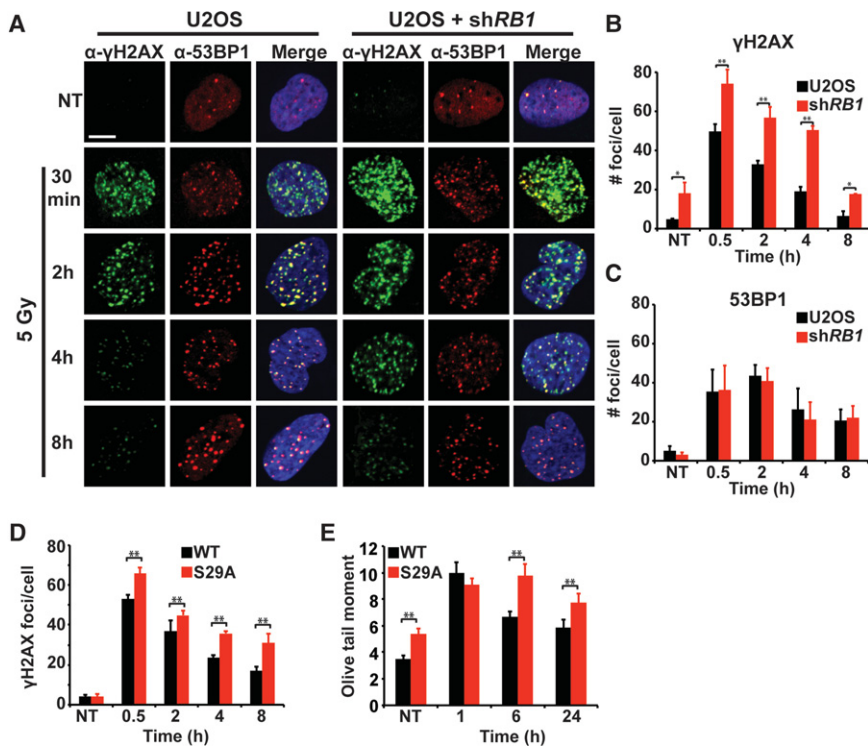 A
U2OS
U2OS + shRB1
α-γH2AX α-53BP1 Merge α-γH2AX α-53BP1 Merge
NT
5 Gy
30 min
2h
4h
8h
B
γH2AX
U2OS
shRB1
# foci/cell
80
60
40
20
0
* ** ** ** *
NT 0.5 2 4 8
Time (h)
C
53BP1
U2OS
shRB1
# foci/cell
80
60
40
20
0
NT 0.5 2 4 8
Time (h)
D
WT
S29A
γH2AX foci/cell
80
60
40
20
0
** ** ** **
NT 0.5 2 4 8
Time (h)
E
WT
S29A
Olive tail moment
12
10
8
6
4
2
0
** ** **
NT 1 6 24
Time (h)